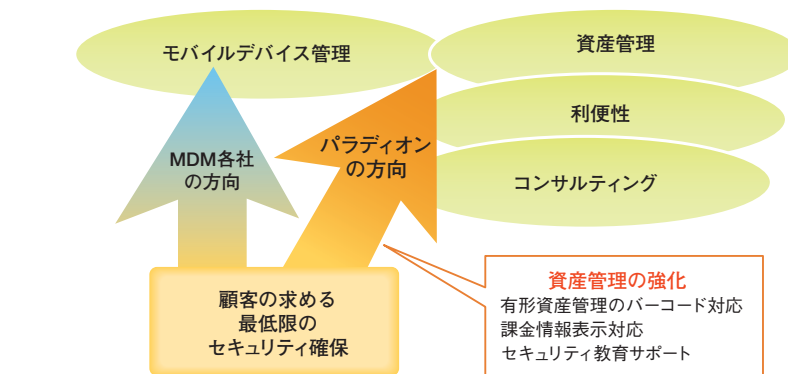 モバイルデバイス管理
資産管理
利便性
コンサルティング
MDM各社
の方向
パラディオン
の方向
顧客の求める
最低限の
セキュリティ確保
資産管理の強化
有形資産管理のバーコード対応
課金情報表示対応
セキュリティ教育サポート